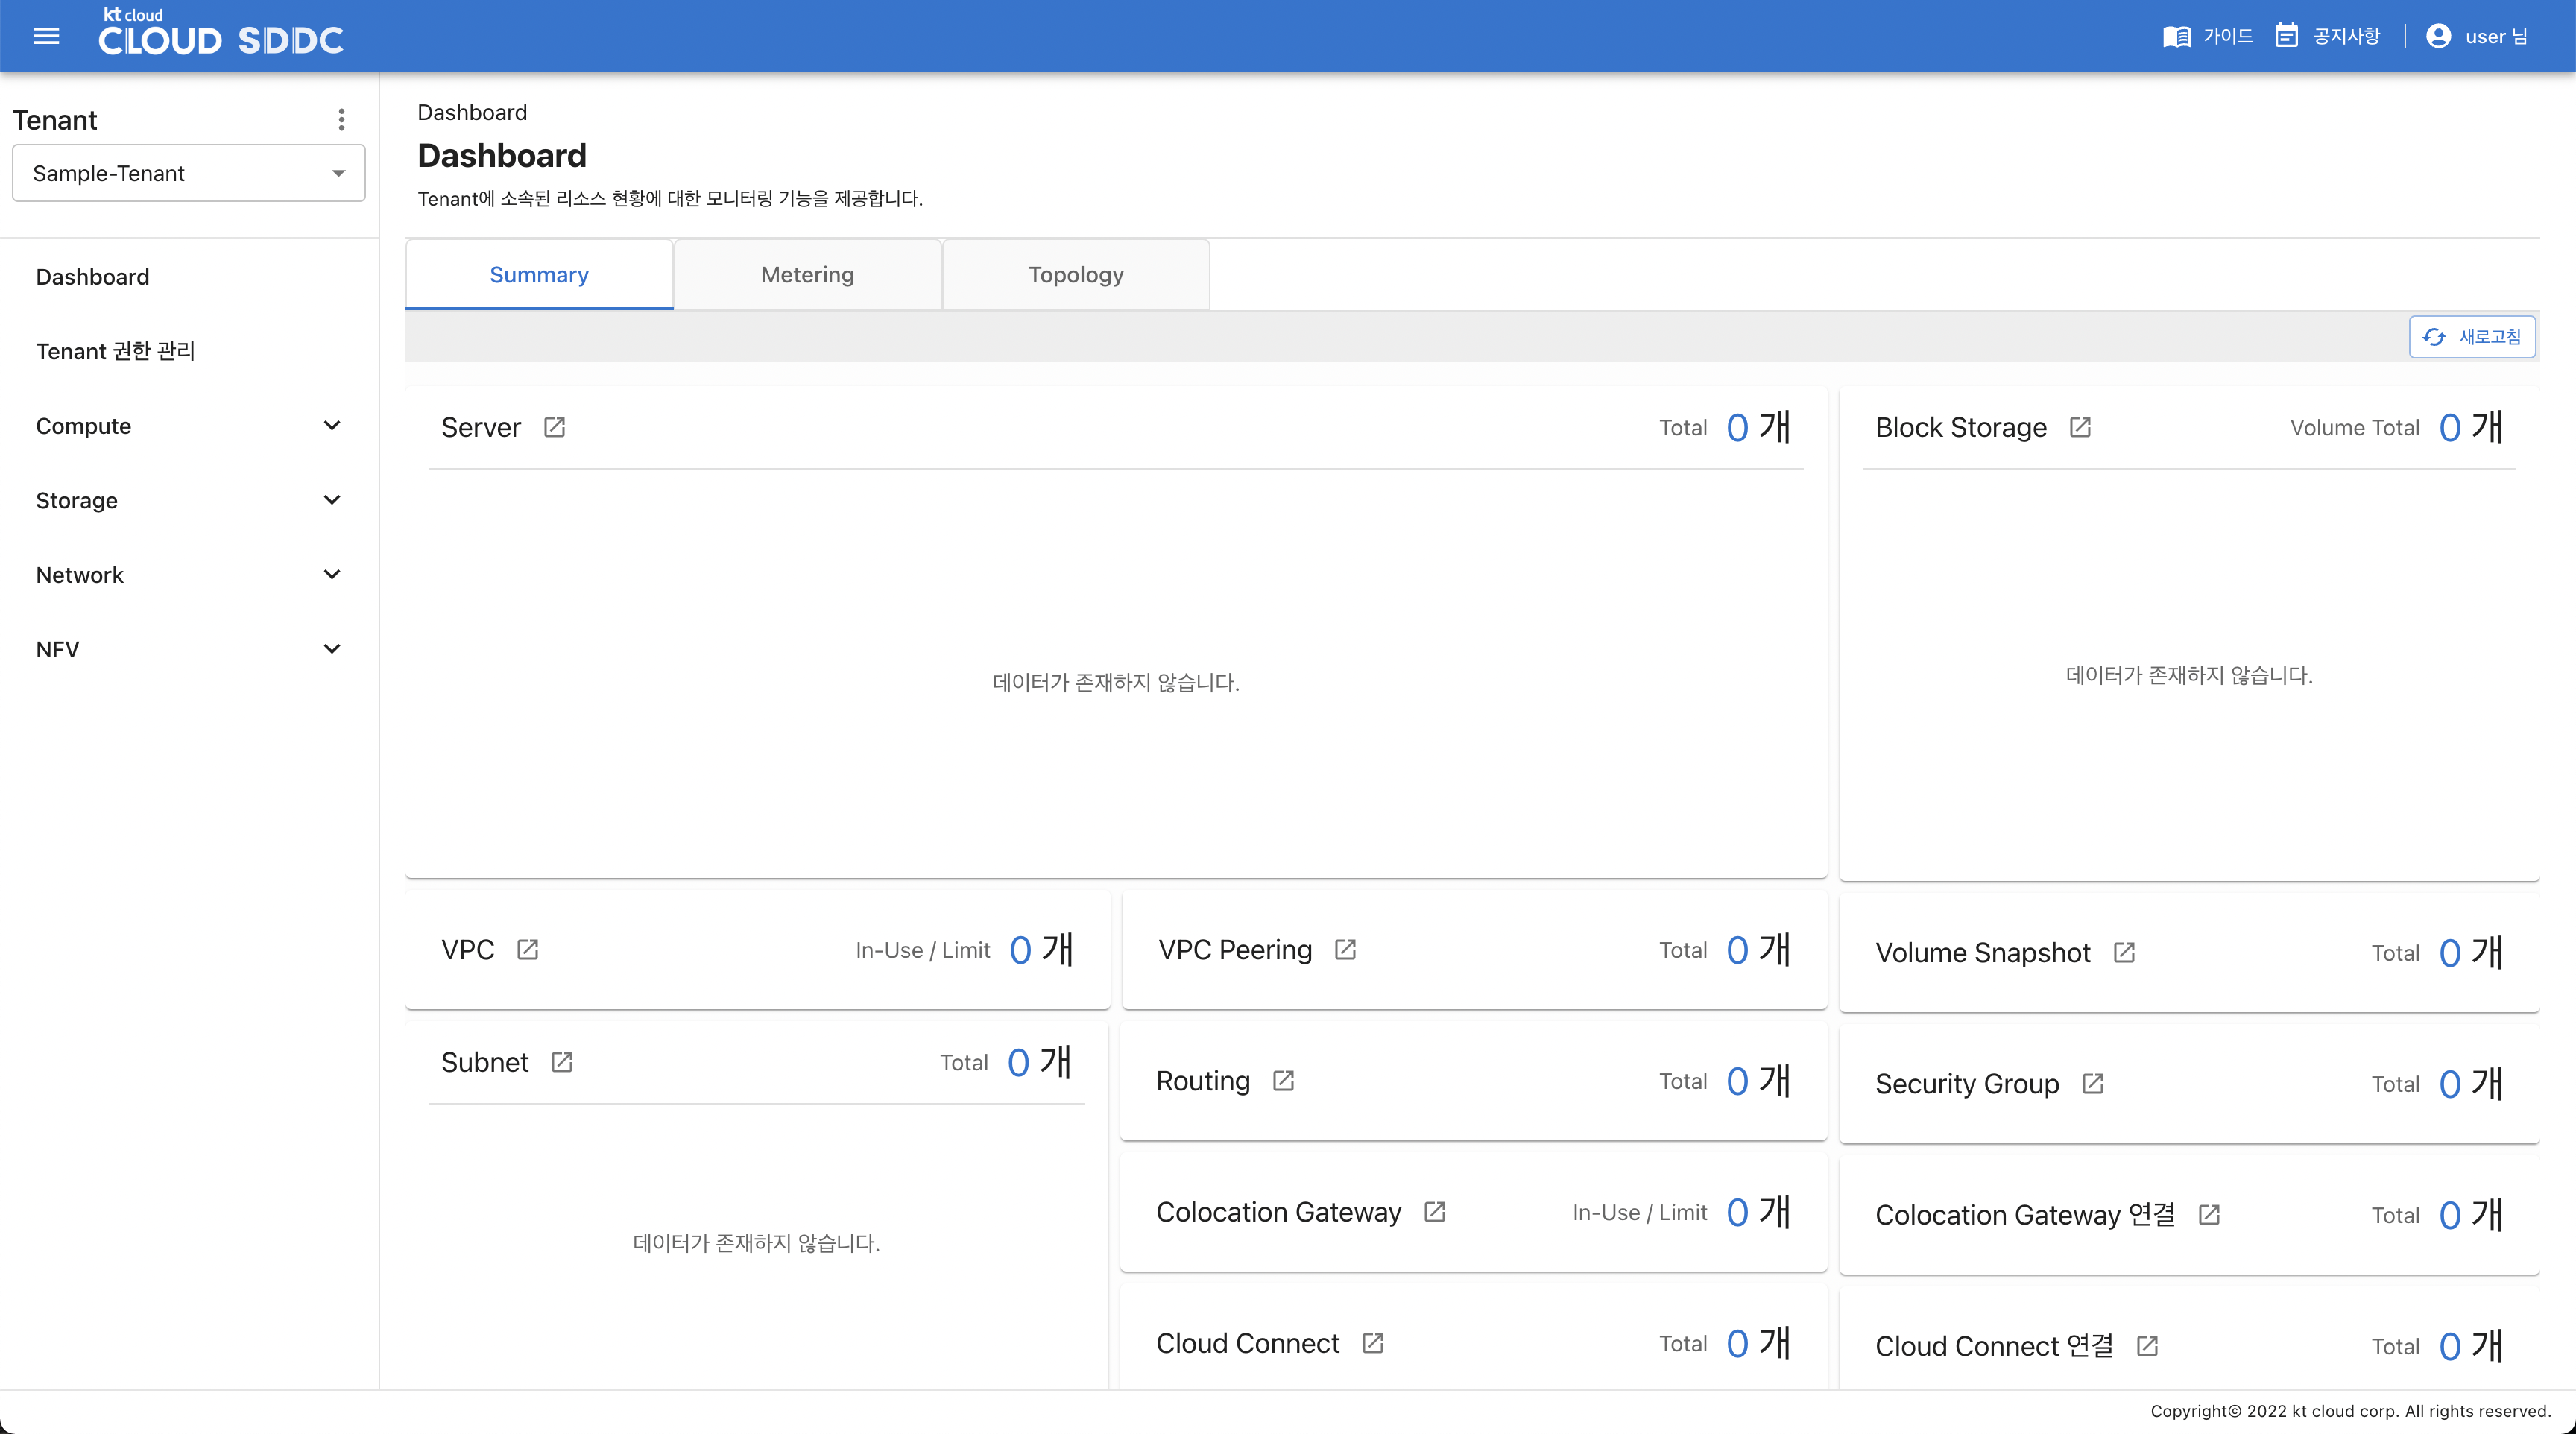 kt cloud
CLOUD SDDC
가이드
공지사항
user 님
Tenant
Sample-Tenant
Dashboard
Tenant 권한 관리
Compute
Storage
Network
NFV
Dashboard
Dashboard
Tenant에 소속된 리소스 현황에 대한 모니터링 기능을 제공합니다.
Summary
Metering
Topology
새로고침
Server
Total 0 개
데이터가 존재하지 않습니다.
Block Storage
Volume Total 0 개
데이터가 존재하지 않습니다.
VPC
In-Use / Limit 0 개
VPC Peering
Total 0 개
Volume Snapshot
Total 0 개
Subnet
Total 0 개
데이터가 존재하지 않습니다.
Routing
Total 0 개
Security Group
Total 0 개
Colocation Gateway
In-Use / Limit 0 개
Colocation Gateway 연결
Total 0 개
Cloud Connect
Total 0 개
Cloud Connect 연결
Total 0 개
Copyright© 2022 kt cloud corp. All rights reserved.